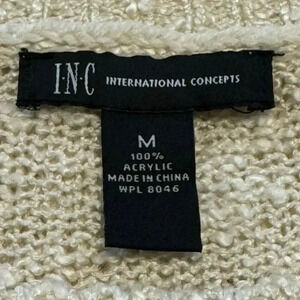 I·N·C INTERNATIONAL CONCEPTS
M
100%
ACRYLIC
MADE IN CHINA
WPL 8046